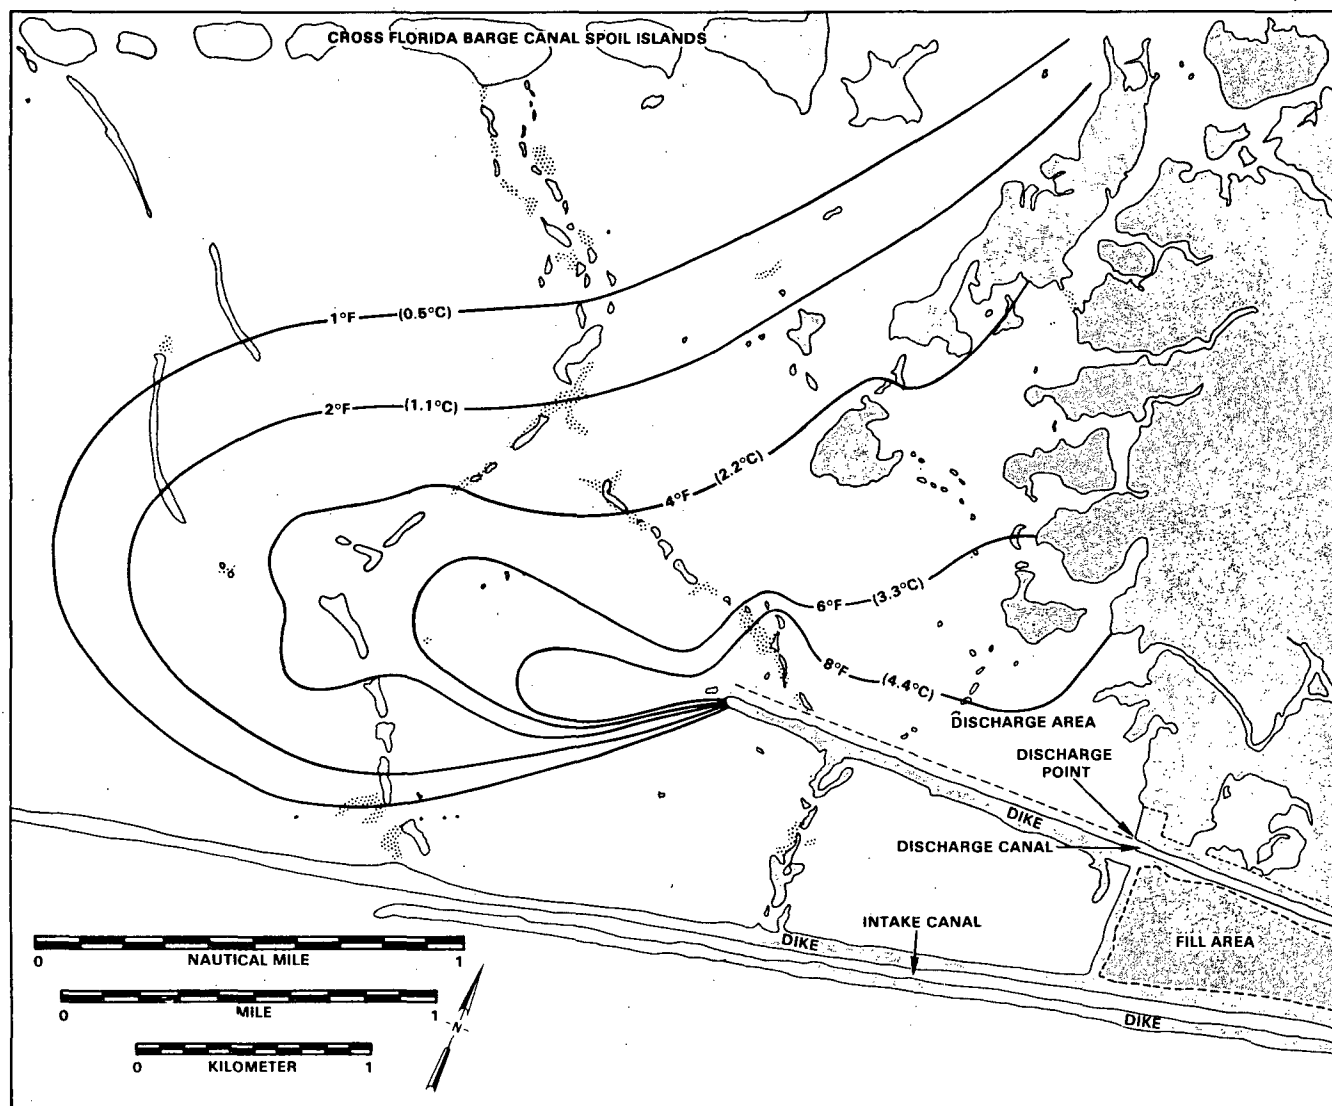 CROSS FLORIDA BARGE CANAL SPOIL ISLANDS
1°F (0.5°C)
2°F (1.1°C)
4°F (2.2°C)
6°F (3.3°C)
8°F (4.4°C)
DISCHARGE AREA
DISCHARGE
POINT
DIKE
DISCHARGE CANAL
INTAKE CANAL
DIKE
FILL AREA
DIKE
0 NAUTICAL MILE 1
0 MILE 1
0 KILOMETER 1
N